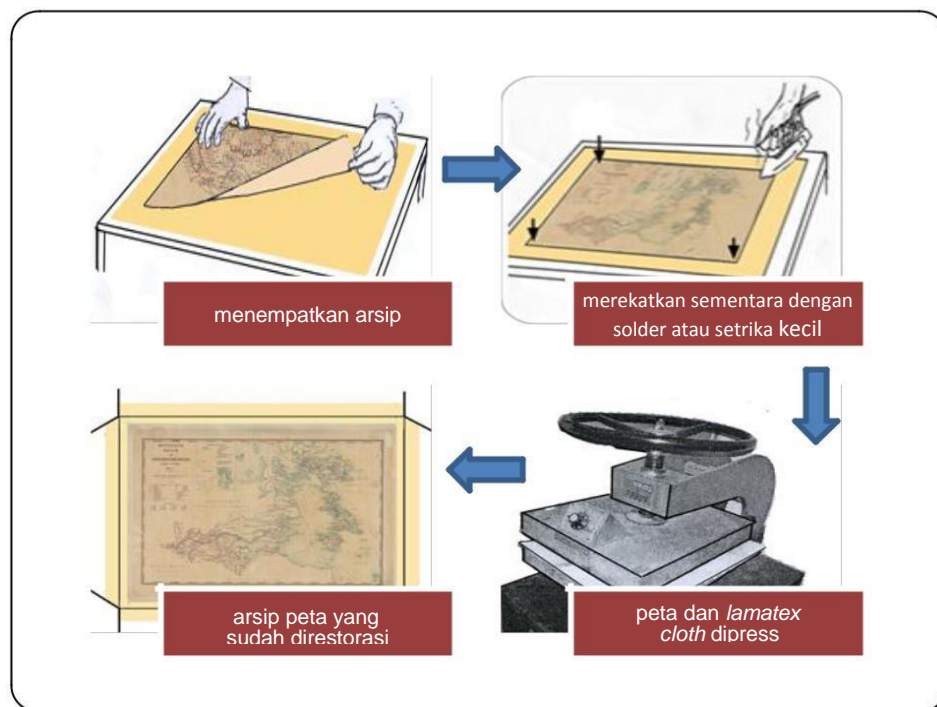 menempatkan arsip
merekatkan sementara dengan
solder atau setrika kecil
peta dan lamatex
cloth dipress
arsip peta yang
sudah direstorasi